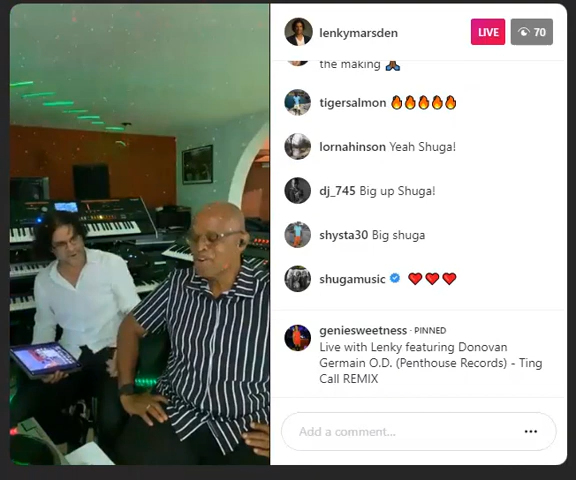 lenkymarsden
LIVE
70
the making 🙏🏾
tigersalmon 🔥🔥🔥🔥🔥
lornahinson Yeah Shuga!
dj_745 Big up Shuga!
shysta30 Big shuga
shugamusic ❤️❤️❤️
geniesweetness · PINNED
Live with Lenky featuring Donovan
Germain O.D. (Penthouse Records) - Ting
Call REMIX
Add a comment...